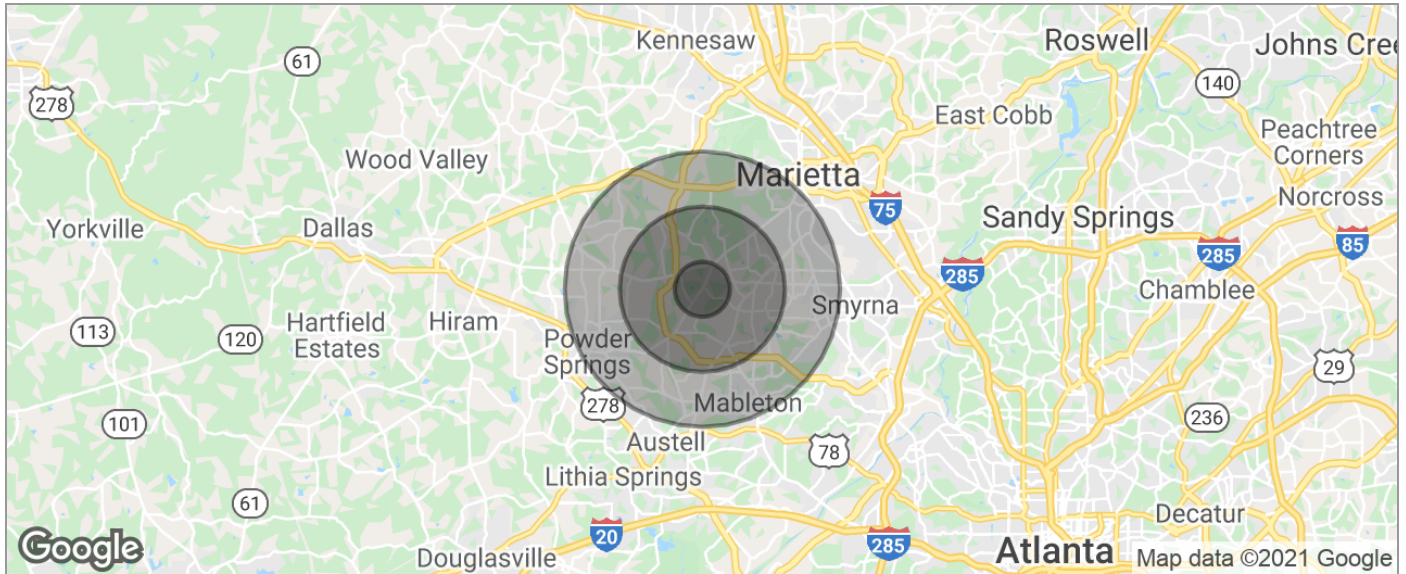 Kennesaw
Roswell
Johns Cree
61
140
278
East Cobb
Peachtree
Corners
Wood Valley
Marietta
Norcross
75
Sandy Springs
Yorkville
Dallas
85
285
285
Chamblee
Smyrna
113
120
Hartfield
Estates
Hiram
Powder
Springs
29
278
Mableton
101
236
Austell
78
Lithia Springs
61
Decatur
20
285
Google
Douglasville
Atlanta
Map data ©2021 Google